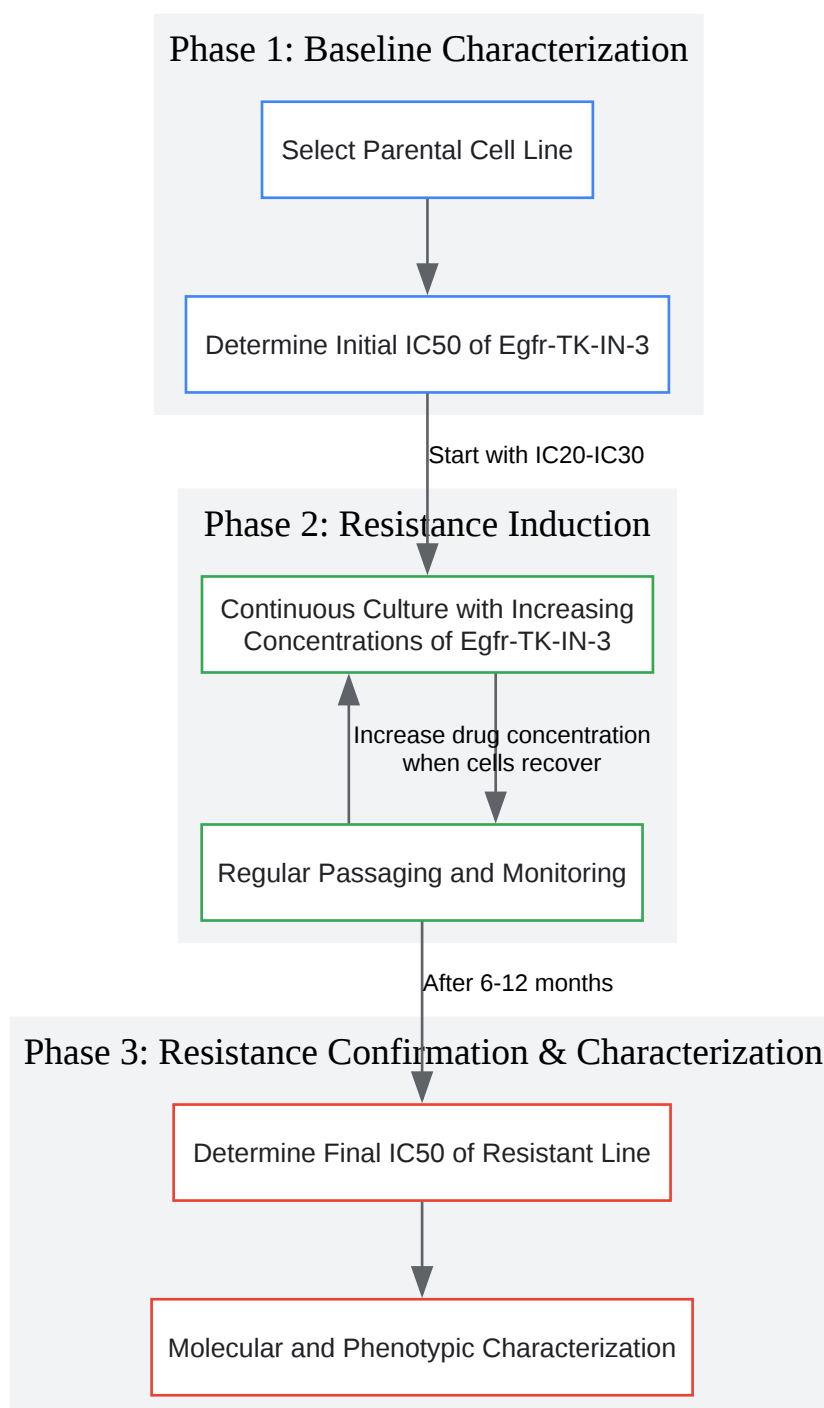 Phase 1: Baseline Characterization
Select Parental Cell Line
Determine Initial IC50 of Egfr-TK-IN-3
Start with IC20-IC30
Phase 2: Resistance Induction
Continuous Culture with Increasing
Concentrations of Egfr-TK-IN-3
Increase drug concentration
when cells recover
Regular Passaging and Monitoring
After 6-12 months
Phase 3: Resistance Confirmation & Characterization
Determine Final IC50 of Resistant Line
Molecular and Phenotypic Characterization